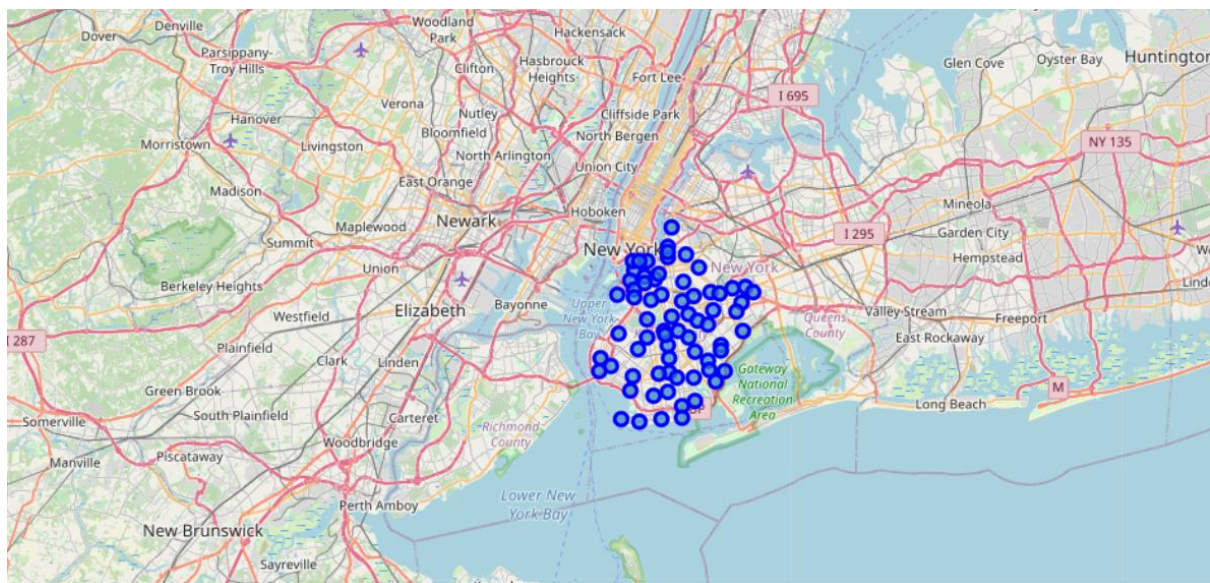 Denville
Dover
Woodland
Park
Hackensack
Glen Cove
Oyster Bay
Huntington
Parsippany-
Troy Hills
Clifton
Hasbrouck
Heights
Fort Lee
Verona
Nutley
Cliffside Park
I 695
Hanover
Bloomfield
North Bergen
Morristown
Livingston
North Arlington
Union City
NY 135
Madison
East Orange
Mineola
Maplewood
Newark
Hoboken
Summit
I 295
Garden City
New York
Hempstead
Union
New York
Berkeley Heights
Elizabeth
Bayonne
Upper
New York
Bay
Queens
County
Valley Stream
Freeport
Westfield
East Rockaway
I 287
Plainfield
Clark
Linden
Gateway
National
Recreation
Area
Green Brook
M
Long Beach
South Plainfield
Carteret
Somerville
Richmond
County
Woodbridge
Manville
Piscataway
Lower New
York Bay
Perth Amboy
New Brunswick
Sayreville